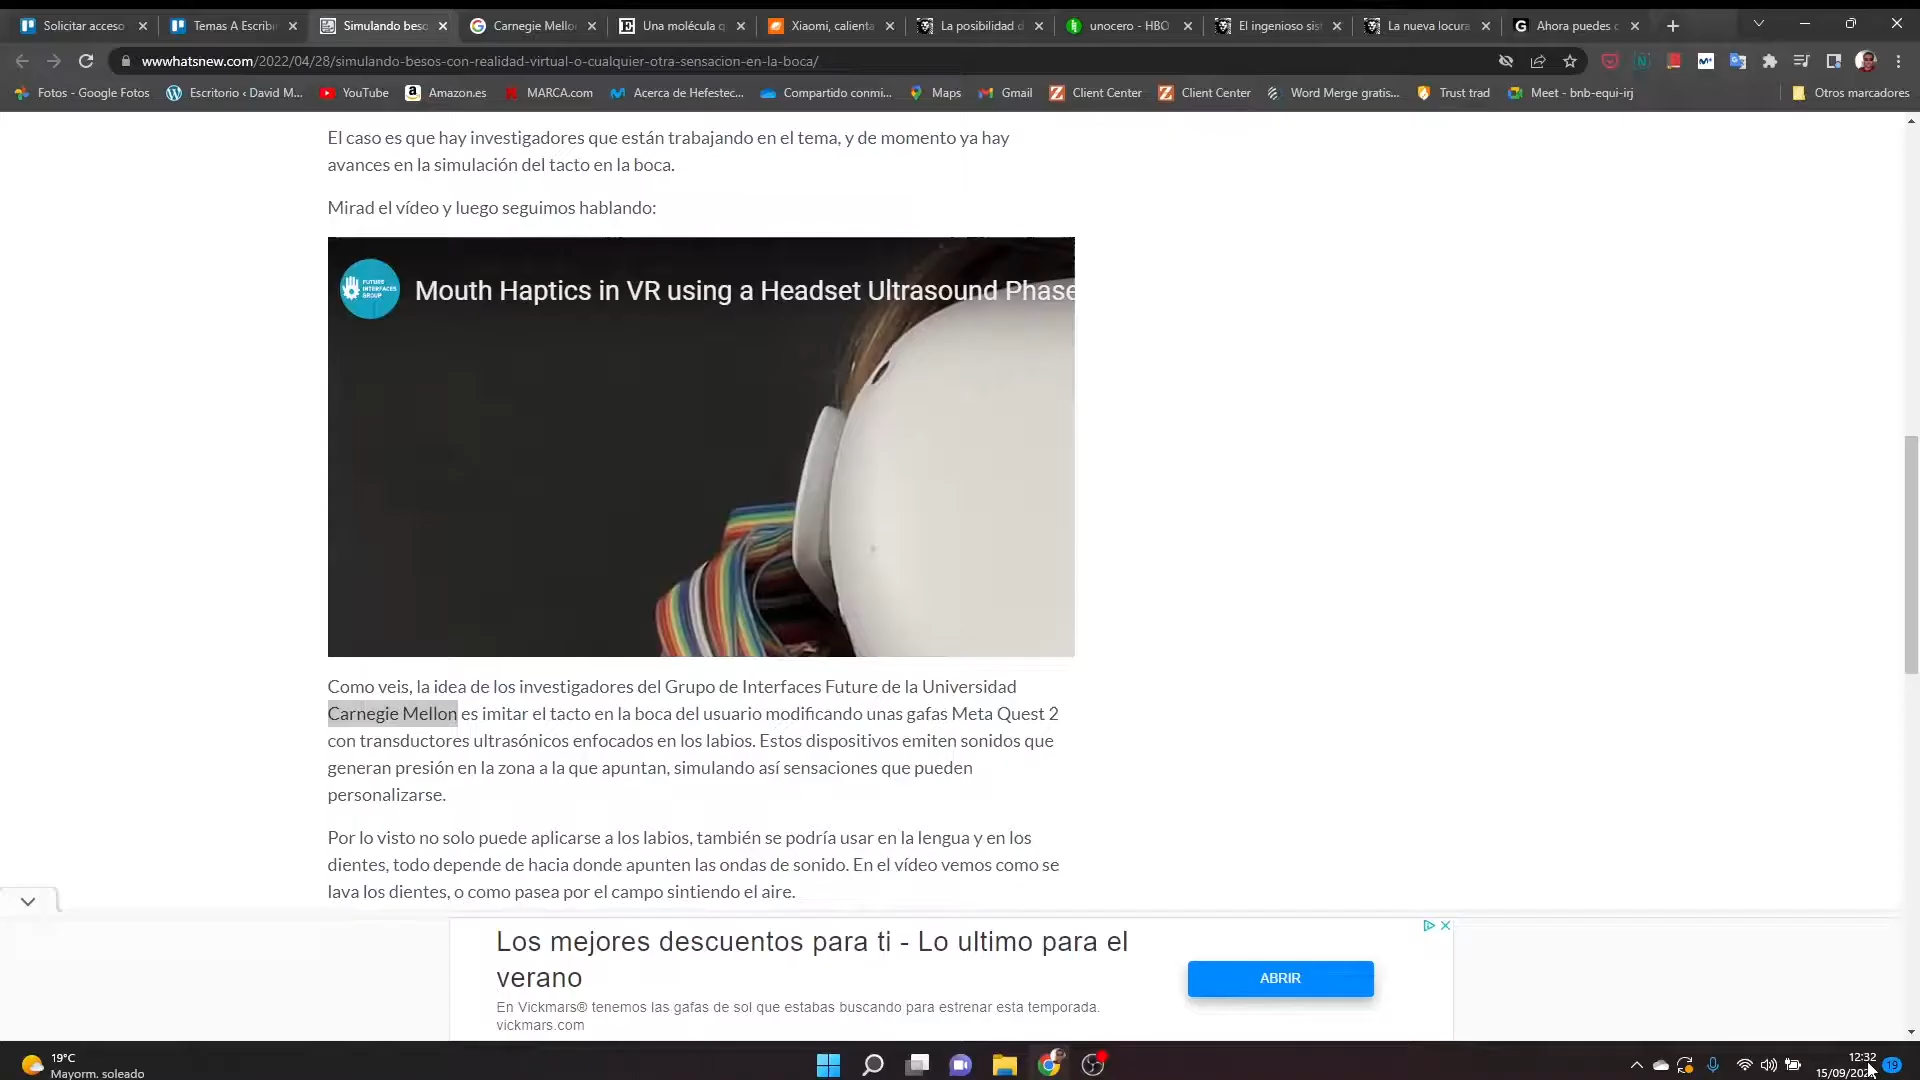 Solicitar acceso
Temas A Escribi
Simulando beso
Carnegie Mello
Una molécula q
Xiaomi, calienta
La posibilidad d
unocero - HBO
El ingenioso sis
La nueva locura
Ahora puedes c
wwwhatsnew.com/2022/04/28/simulando-besos-con-realidad-virtual-o-cualquier-otra-sensacion-en-la-boca/
Fotos - Google Fotos
Escritorio ‹ David M...
YouTube
Amazon.es
MARCA.com
Acerca de Hefestec...
Compartido conmi...
Maps
Gmail
Client Center
Client Center
Word Merge gratis...
Trust trad
Meet - bnb-equi-irj
Otros marcadores
El caso es que hay investigadores que están trabajando en el tema, y de momento ya hay
avances en la simulación del tacto en la boca.
Mirad el vídeo y luego seguimos hablando:
FUTURE
INTERFACES
GROUP
Mouth Haptics in VR using a Headset Ultrasound Phase
Como veis, la idea de los investigadores del Grupo de Interfaces Future de la Universidad
Carnegie Mellon es imitar el tacto en la boca del usuario modificando unas gafas Meta Quest 2
con transductores ultrasónicos enfocados en los labios. Estos dispositivos emiten sonidos que
generan presión en la zona a la que apuntan, simulando así sensaciones que pueden
personalizarse.
Por lo visto no solo puede aplicarse a los labios, también se podría usar en la lengua y en los
dientes, todo depende de hacia donde apunten las ondas de sonido. En el vídeo vemos como se
lava los dientes, o como pasea por el campo sintiendo el aire.
Los mejores descuentos para ti - Lo ultimo para el
verano
En Vickmars® tenemos las gafas de sol que estabas buscando para estrenar esta temporada.
vickmars.com
ABRIR
19°C
Mayorm. soleado
12:32
15/09/202
19